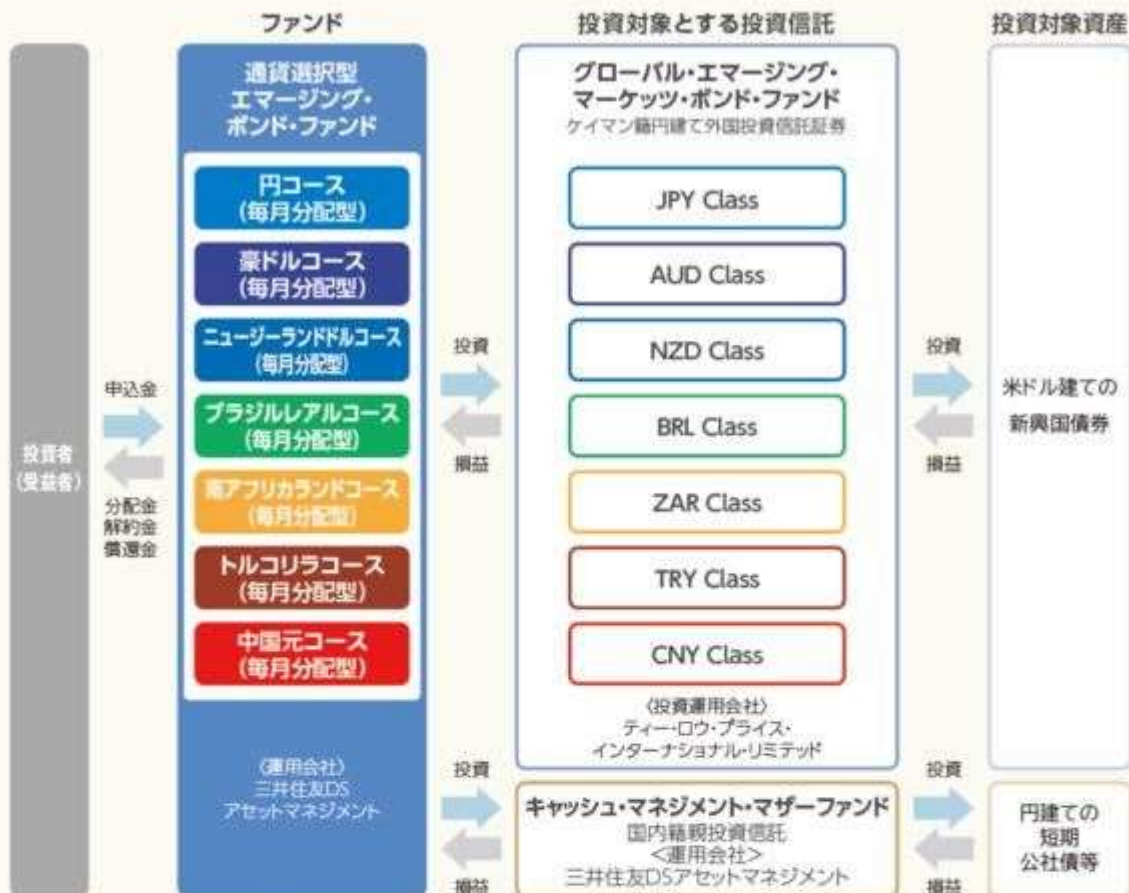 ファンド
投資対象とする投資信託
投資対象資産
投資者
(受益者)
申込金
分配金
解約金
償還金
通貨選択型
エマージング・
ボンド・ファンド
円コース
(毎月分配型)
豪ドルコース
(毎月分配型)
ニュージーランドドルコース
(毎月分配型)
ブラジルレアルコース
(毎月分配型)
南アフリカランドコース
(毎月分配型)
トルコリラコース
(毎月分配型)
中国元コース
(毎月分配型)
〈運用会社〉
三井住友DS
アセットマネジメント
投資
損益
投資
損益
グローバル・エマージング・
マーケッツ・ボンド・ファンド
ケイマン籍円建て外国投資信託証券
JPY Class
AUD Class
NZD Class
BRL Class
ZAR Class
TRY Class
CNY Class
〈投資運用会社〉
ティー・ロウ・プライス・
インターナショナル・リミテッド
キャッシュ・マネジメント・マザーファンド
国内籍親投資信託
<運用会社>
三井住友DSアセットマネジメント
投資
損益
投資
損益
米ドル建ての
新興国債券
円建ての
短期
公社債等